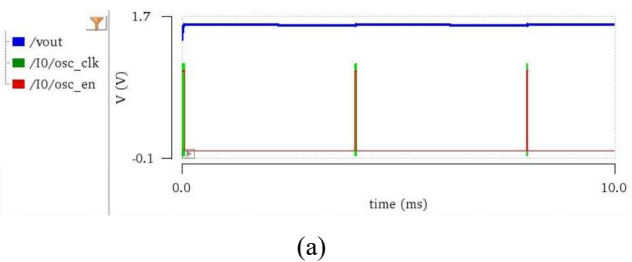 /vout
/I0/osc_clk
/I0/osc_en
V (V)
1.7
-0.1
0.0
10.0
time (ms)
(a)